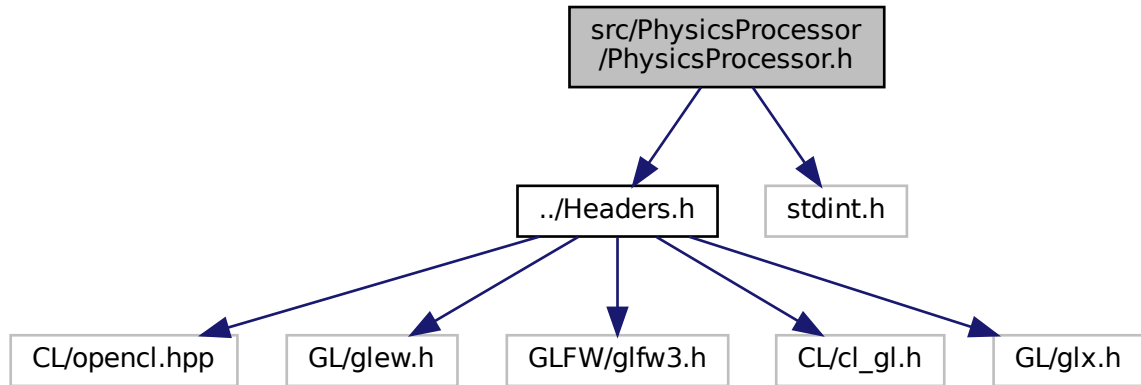 src/PhysicsProcessor
/PhysicsProcessor.h
../Headers.h
stdint.h
CL/opencl.hpp
GL/glew.h
GLFW/glfw3.h
CL/cl_gl.h
GL/glx.h